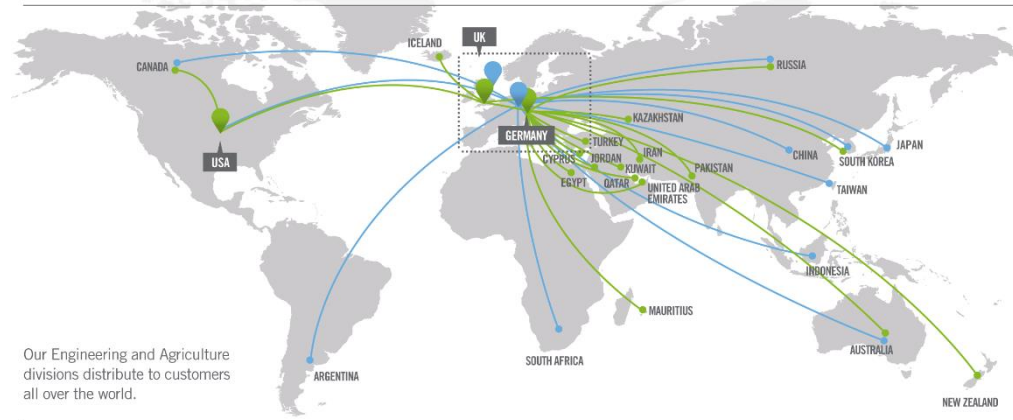 ICELAND
UK
CANADA
RUSSIA
KAZAKHSTAN
USA
GERMANY
TURKEY
JAPAN
CYPRUS
JORDAN
IRAN
CHINA
SOUTH KOREA
KUWAIT
PAKISTAN
EGYPT
QATAR
UNITED ARAB
EMIRATES
TAIWAN
INDONESIA
MAURITIUS
Our Engineering and Agriculture
divisions distribute to customers
all over the world.
ARGENTINA
SOUTH AFRICA
AUSTRALIA
NEW ZEALAND